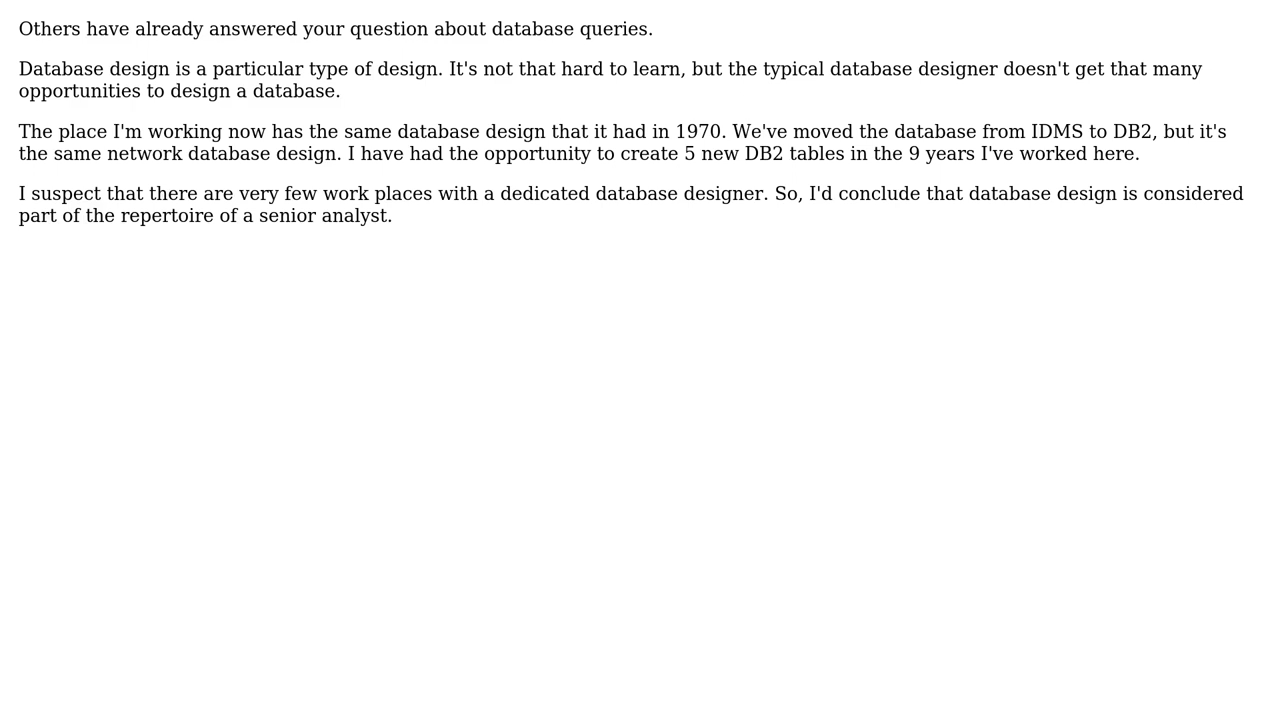 Others have already answered your question about database queries.
Database design is a particular type of design. It's not that hard to learn, but the typical database designer doesn't get that many
opportunities to design a database.
The place I'm working now has the same database design that it had in 1970. We've moved the database from IDMS to DB2, but it's
the same network database design. I have had the opportunity to create 5 new DB2 tables in the 9 years I've worked here.
I suspect that there are very few work places with a dedicated database designer. So, I'd conclude that database design is considered
part of the repertoire of a senior analyst.